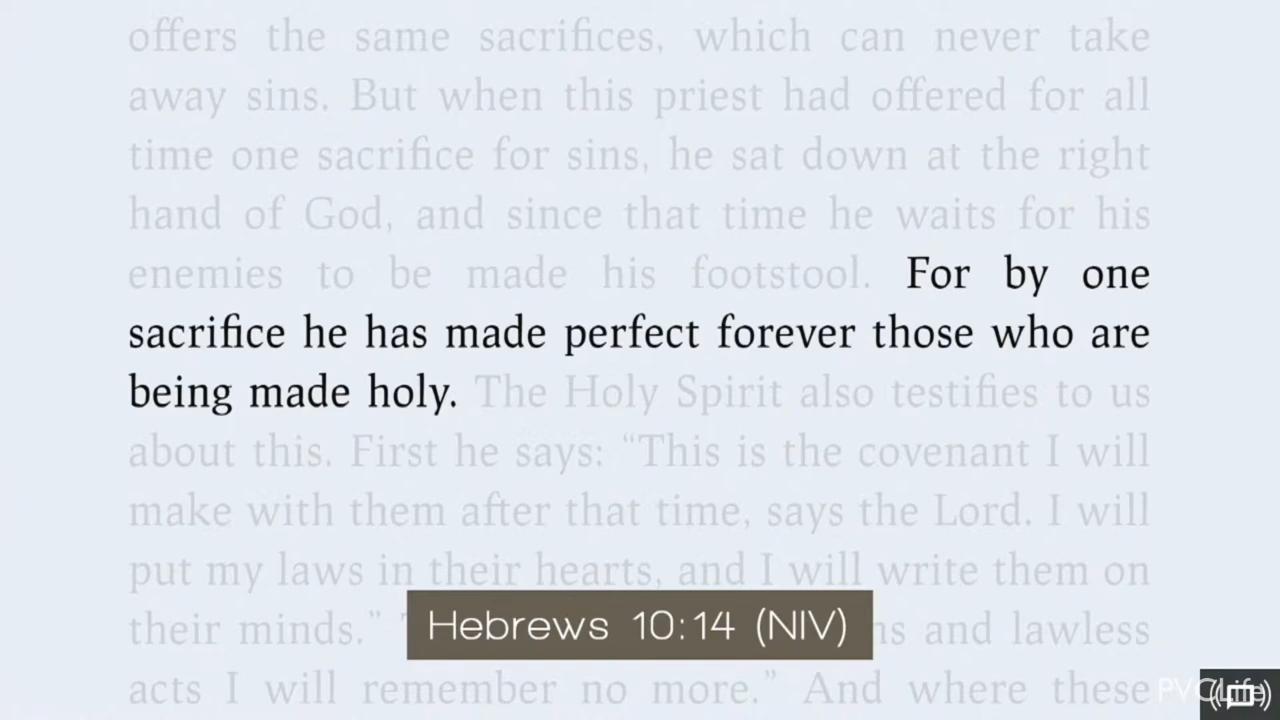 offers the same sacrifices, which can never take
away sins. But when this priest had offered for all
time one sacrifice for sins, he sat down at the right
hand of God, and since that time he waits for his
enemies to be made his footstool. For by one
sacrifice he has made perfect forever those who are
being made holy. The Holy Spirit also testifies to us
about this. First he says: “This is the covenant I will
make with them after that time, says the Lord. I will
put my laws in their hearts, and I will write them on
their minds.” and lawless
Hebrews 10:14 (NIV)
acts I will remember no more.” And where these